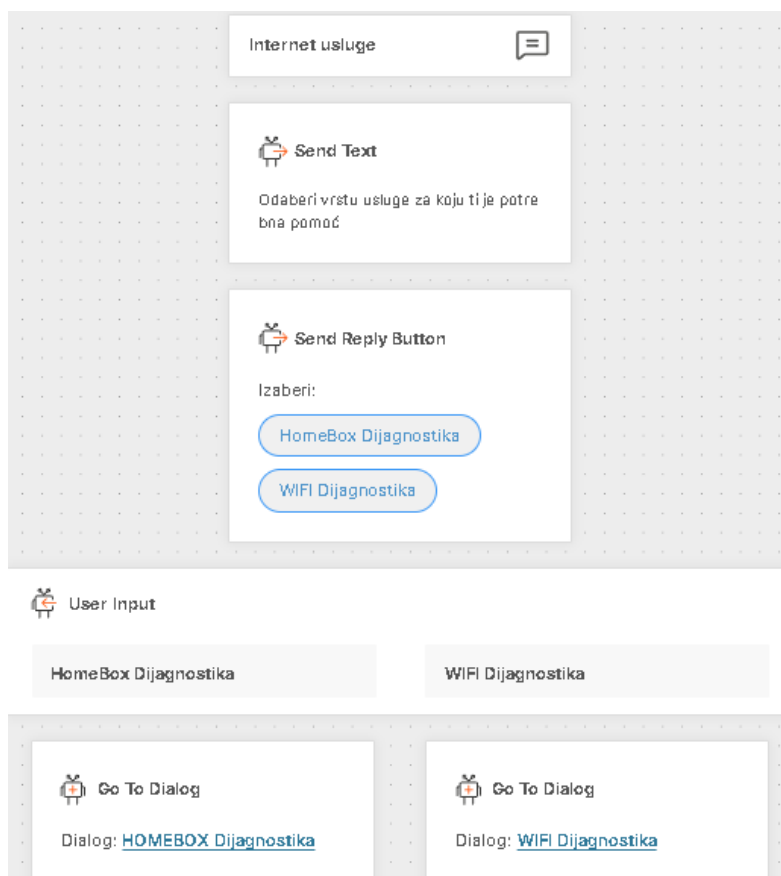 Internet usluge
Send Text
Odaberi vrstu usluge za koju ti je potre
bna pomoć
Send Reply Button
Izaberi:
HomeBox Dijagnostika
WIFI Dijagnostika
User Input
HomeBox Dijagnostika
WIFI Dijagnostika
Go To Dialog
Go To Dialog
Dialog: HOMEBOX Dijagnostika
Dialog: WIFI Dijagnostika